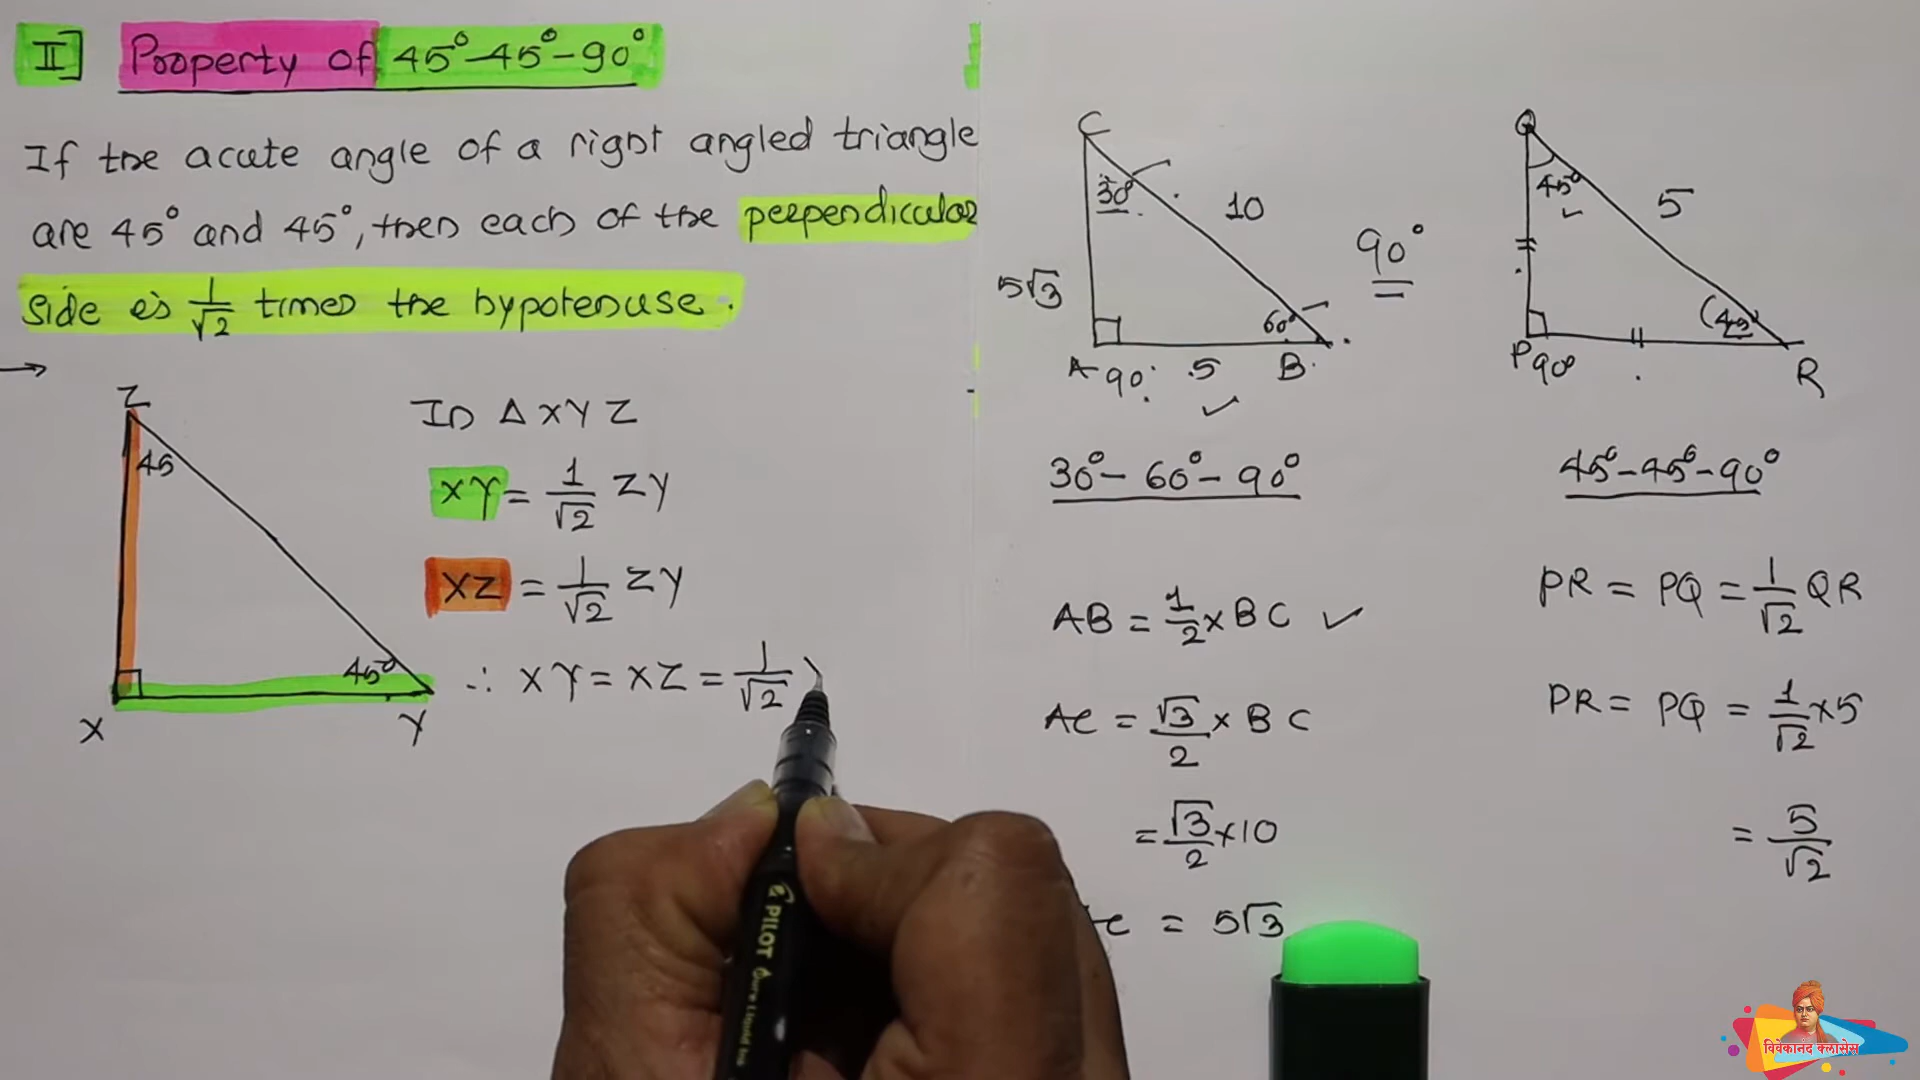 II] Property of 45°-45°-90°
If the acute angle of a right angled triangle
are 45° and 45°, then each of the perpendicular
side is 1/√2 times the hypotenuse.
→
Z
45
45°
X
Y
In Δ XYZ
XY = 1/√2 ZY
XZ = 1/√2 ZY
∴ XY = XZ = 1/√2
C
30°
10
5√3
60°
A 90° 5 B
90°
30°-60°-90°
AB = 1/2 × BC ✓
AC = √3/2 × BC
= √3/2 × 10
= 5√3
Q
45°
5
45°
P 90°
R
45°-45°-90°
PR = PQ = 1/√2 QR
PR = PQ = 1/√2 × 5
= 5/√2
PILOT
विवेकानंद क्लासेस